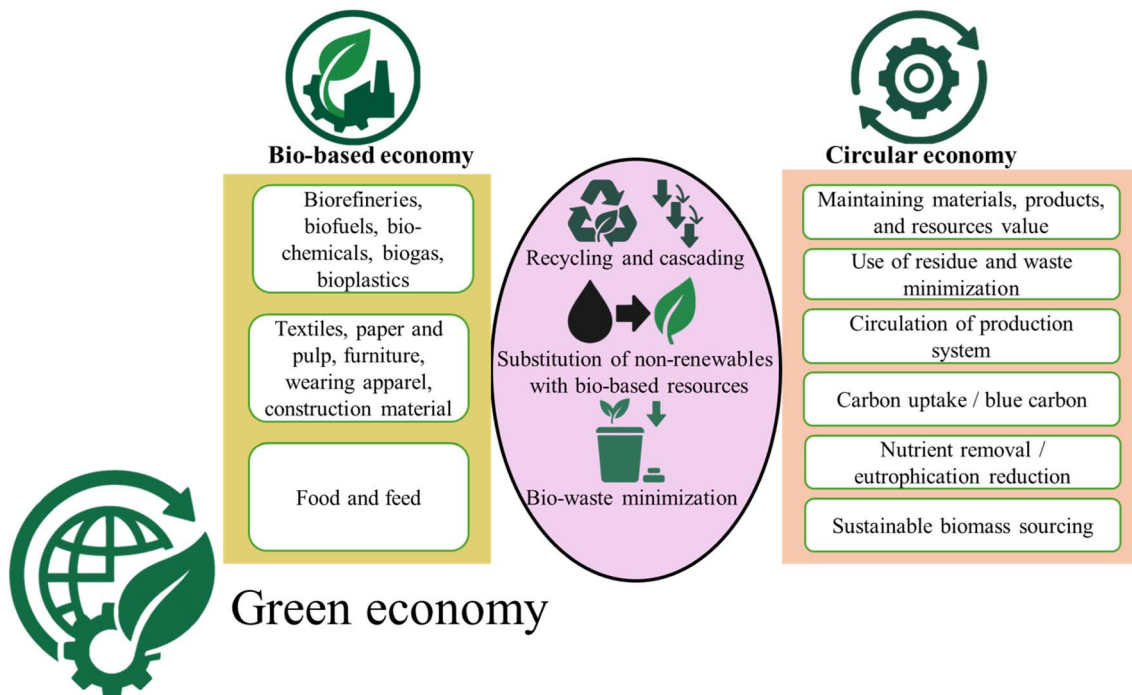 Bio-based economy
Biorefineries,
biofuels, bio-
chemicals, biogas,
bioplastics
Textiles, paper and
pulp, furniture,
wearing apparel,
construction material
Food and feed
Recycling and cascading
Substitution of non-renewables
with bio-based resources
Bio-waste minimization
Circular economy
Maintaining materials, products,
and resources value
Use of residue and waste
minimization
Circulation of production
system
Carbon uptake / blue carbon
Nutrient removal /
eutrophication reduction
Sustainable biomass sourcing
Green economy